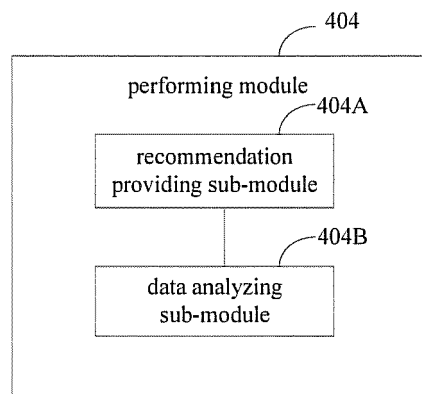 404
performing module
404A
recommendation
providing sub-module
404B
data analyzing
sub-module